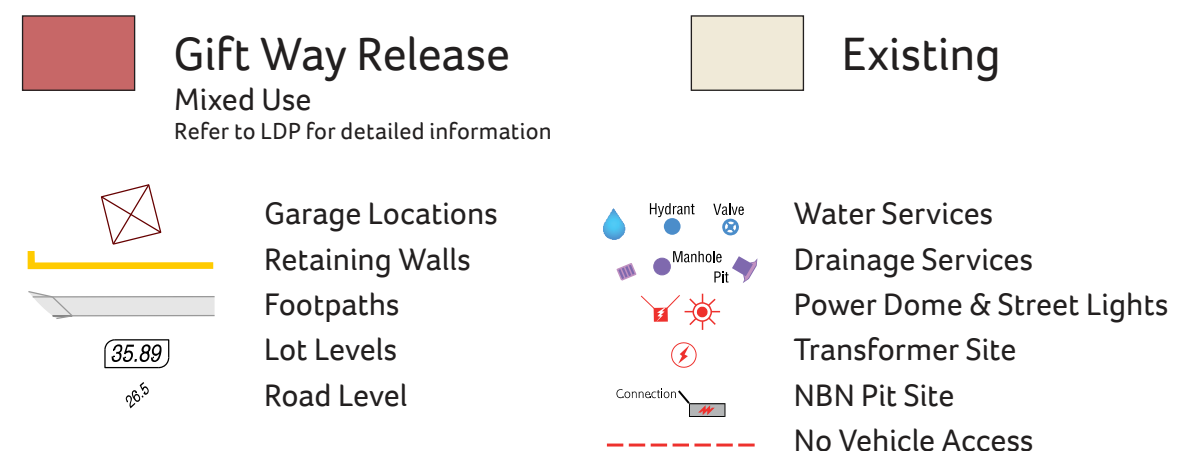 Gift Way Release
Mixed Use
Refer to LDP for detailed information
Existing
Garage Locations
Retaining Walls
Footpaths
35.89
Lot Levels
26.5
Road Level
Hydrant Valve
Water Services
Manhole
Pit
Drainage Services
Power Dome & Street Lights
Transformer Site
Connection
NBN Pit Site
No Vehicle Access